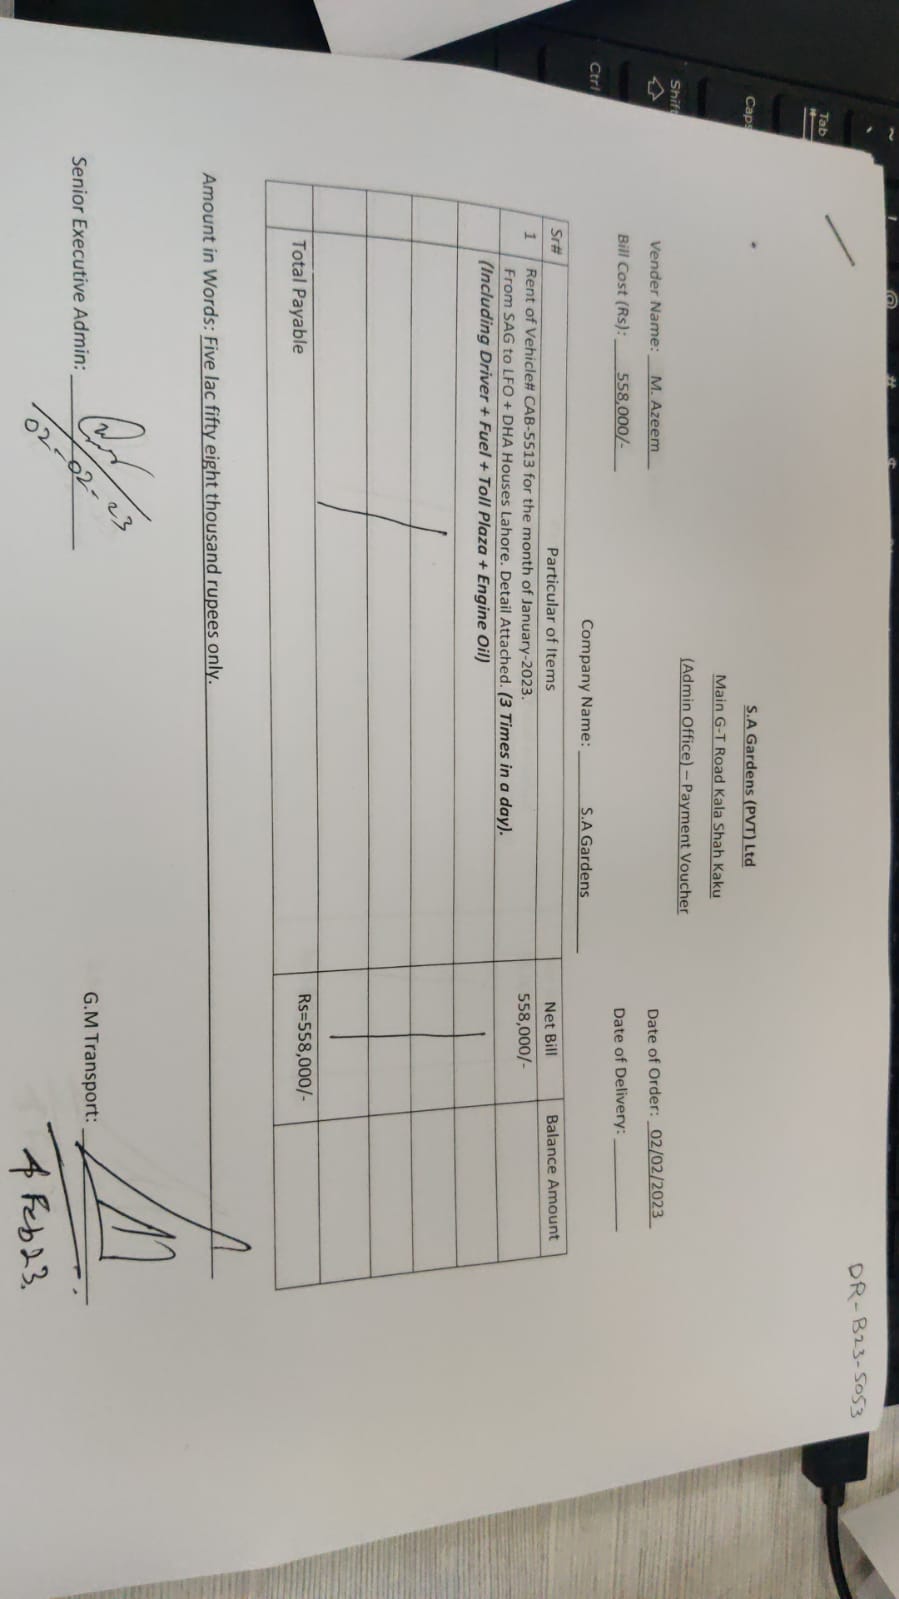 DR-B23-5053
S.A Gardens (PVT) Ltd
Main G-T Road Kala Shah Kaku
(Admin Office) – Payment Voucher
Vender Name: M. Azeem
Date of Order: 02/02/2023
Bill Cost (Rs): 558,000/-
Date of Delivery:
Company Name: S.A Gardens
Sr# Particular of Items Net Bill Balance Amount
1 Rent of Vehicle# CAB-5513 for the month of January-2023. 558,000/-
From SAG to LFO + DHA Houses Lahore. Detail Attached. (3 Times in a day).
(Including Driver + Fuel + Toll Plaza + Engine Oil)
Total Payable Rs=558,000/-
Amount in Words: Five lac fifty eight thousand rupees only.
Senior Executive Admin:
02-02-23
G.M Transport:
Feb 23.
~
Tab
Caps
Shift
Ctrl
! @ # $